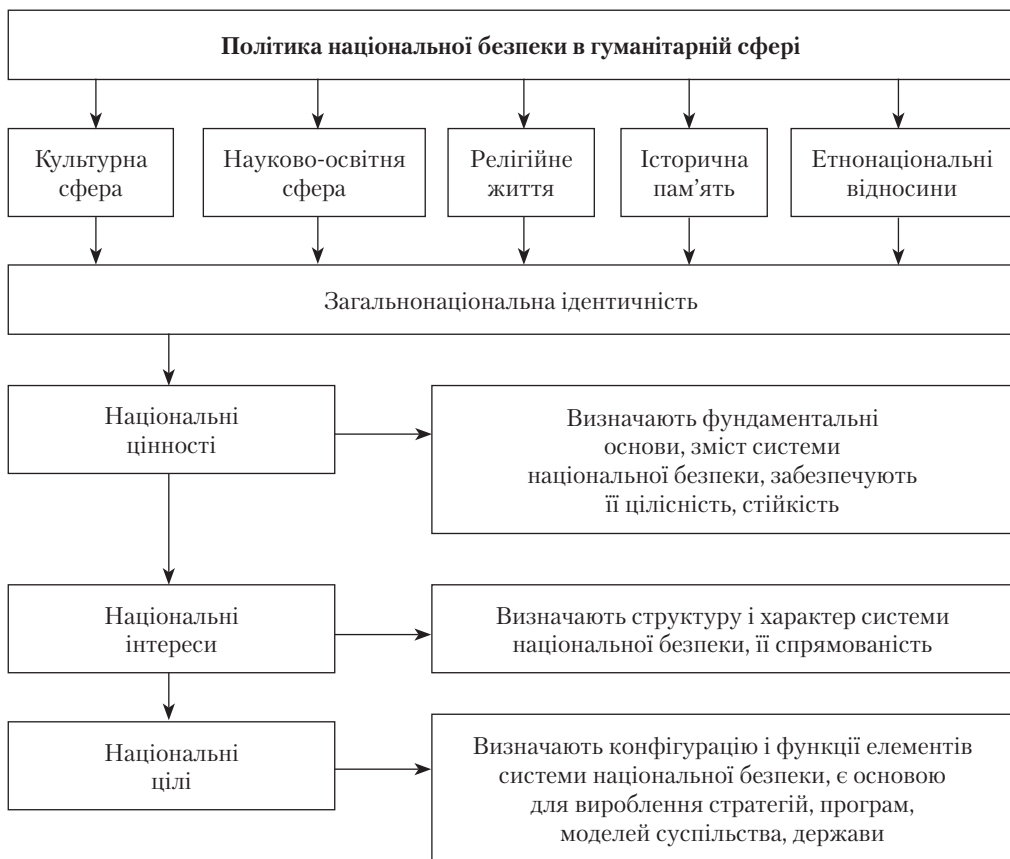 Політика національної безпеки в гуманітарній сфері
Культурна
сфера
Науково-освітня
сфера
Релігійне
життя
Історична
пам’ять
Етнонаціональні
відносини
Загальнонаціональна ідентичність
Національні
цінності
Визначають фундаментальні
основи, зміст системи
національної безпеки, забезпечують
її цілісність, стійкість
Національні
інтереси
Визначають структуру і характер системи
національної безпеки, її спрямованість
Національні
цілі
Визначають конфігурацію і функції елементів
системи національної безпеки, є основою
для вироблення стратегій, програм,
моделей суспільства, держави